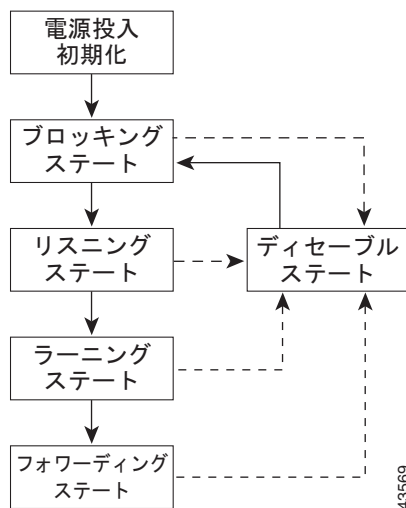 電源投入
初期化
ブロッキング
ステート
リスニング
ステート
ディセーブル
ステート
ラーニング
ステート
フォワーディング
ステート
43569